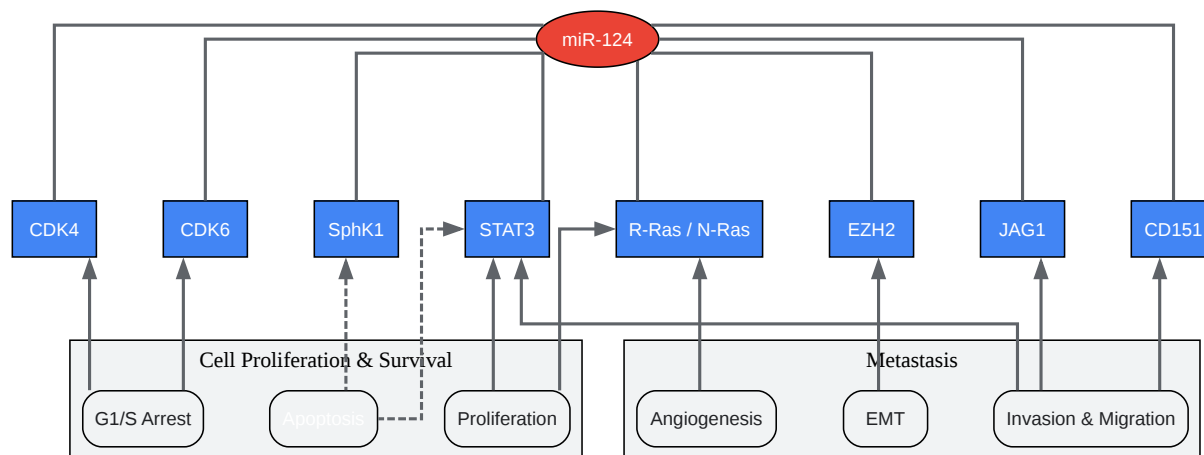 miR-124
CDK4
CDK6
SphK1
STAT3
R-Ras / N-Ras
EZH2
JAG1
CD151
Cell Proliferation & Survival
Metastasis
G1/S Arrest
Apoptosis
Proliferation
Angiogenesis
EMT
Invasion & Migration